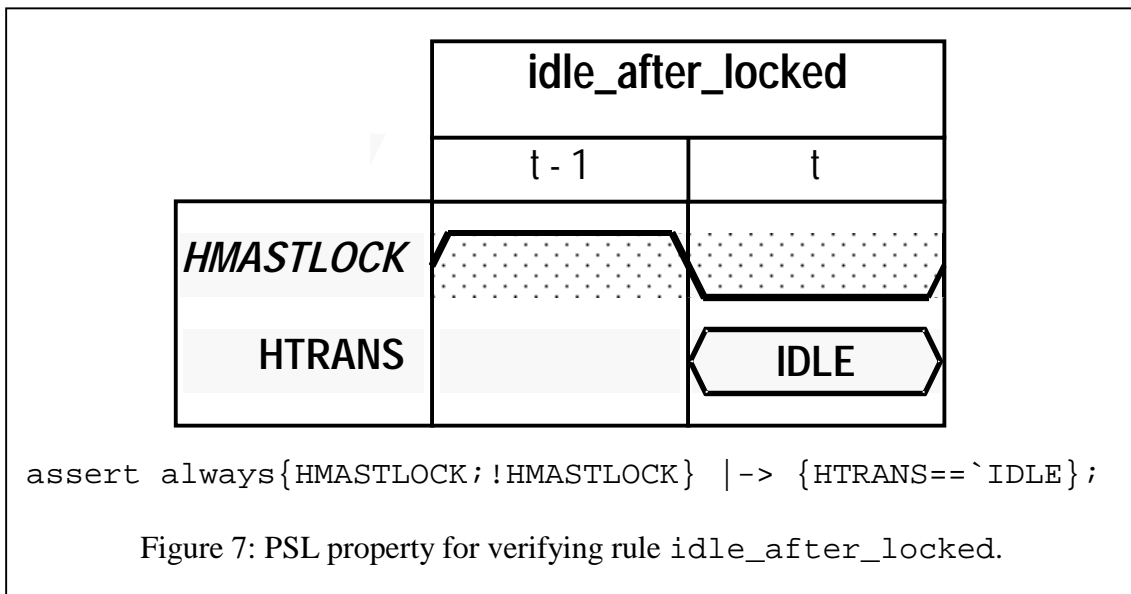 idle_after_locked
t - 1 t
HMASTLOCK
HTRANS IDLE
assert always{HMASTLOCK;!HMASTLOCK} |-> {HTRANS==`IDLE};
Figure 7: PSL property for verifying rule idle_after_locked.